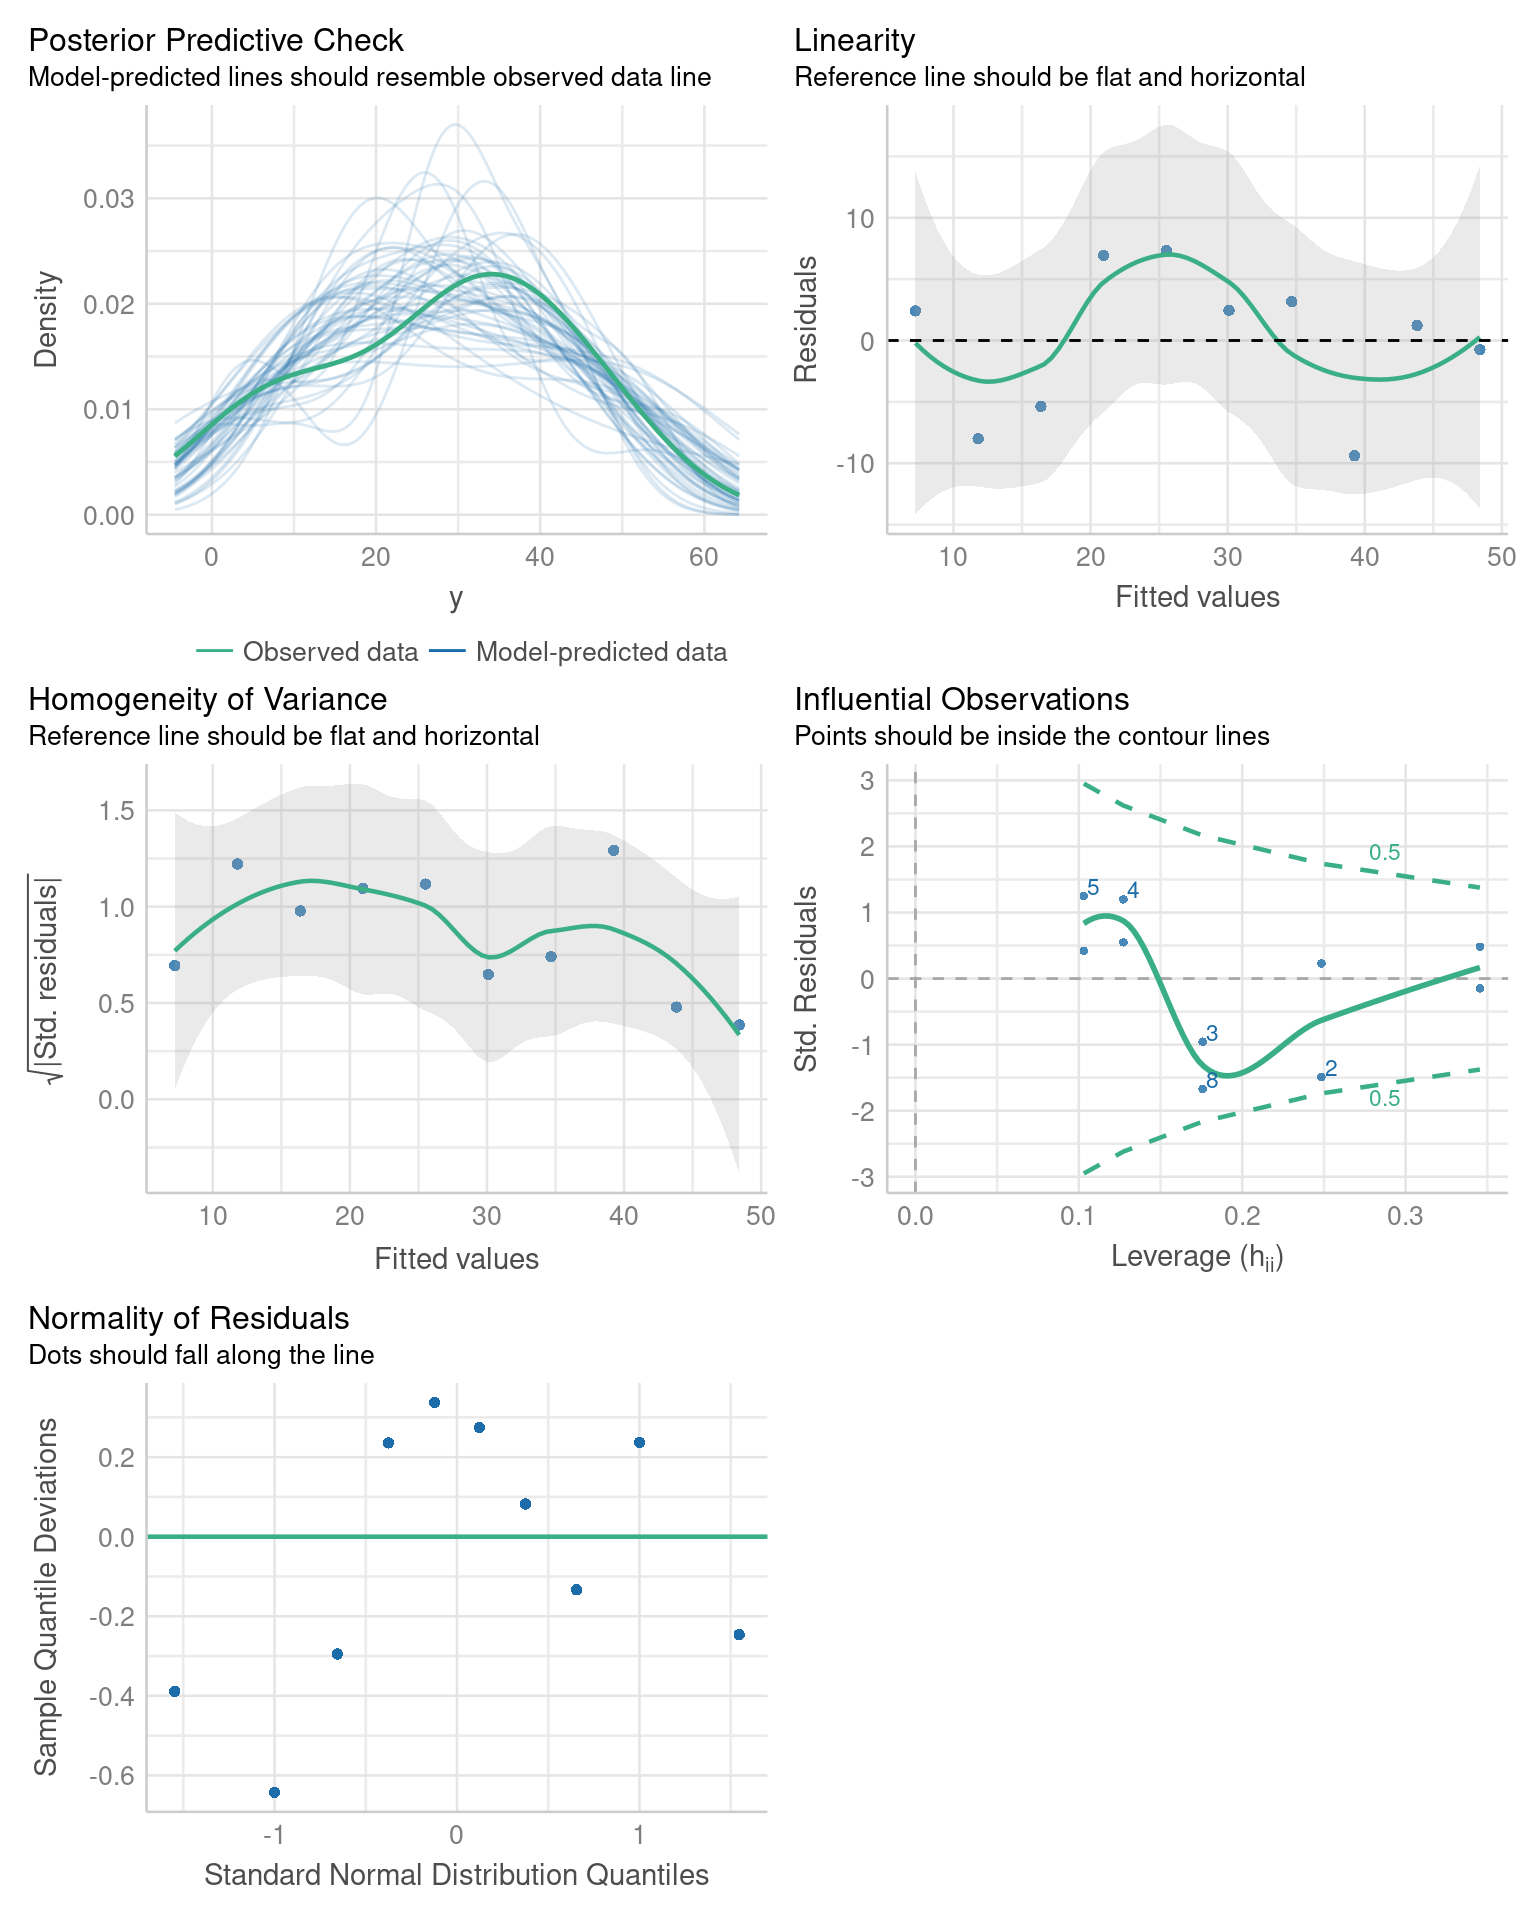 Posterior Predictive Check
Model-predicted lines should resemble observed data line
Density
0.03
0.02
0.01
0.00
0
20
40
60
y
Observed data
Model-predicted data
Linearity
Reference line should be flat and horizontal
Residuals
10
0
-10
10
20
30
40
50
Fitted values
Homogeneity of Variance
Reference line should be flat and horizontal
√|Std. residuals|
1.5
1.0
0.5
0.0
10
20
30
40
50
Fitted values
Influential Observations
Points should be inside the contour lines
Std. Residuals
3
2
1
0
-1
-2
-3
0.5
5
4
3
8
2
0.5
0.0
0.1
0.2
0.3
Leverage (hii)
Normality of Residuals
Dots should fall along the line
Sample Quantile Deviations
0.2
0.0
-0.2
-0.4
-0.6
-1
0
1
Standard Normal Distribution Quantiles